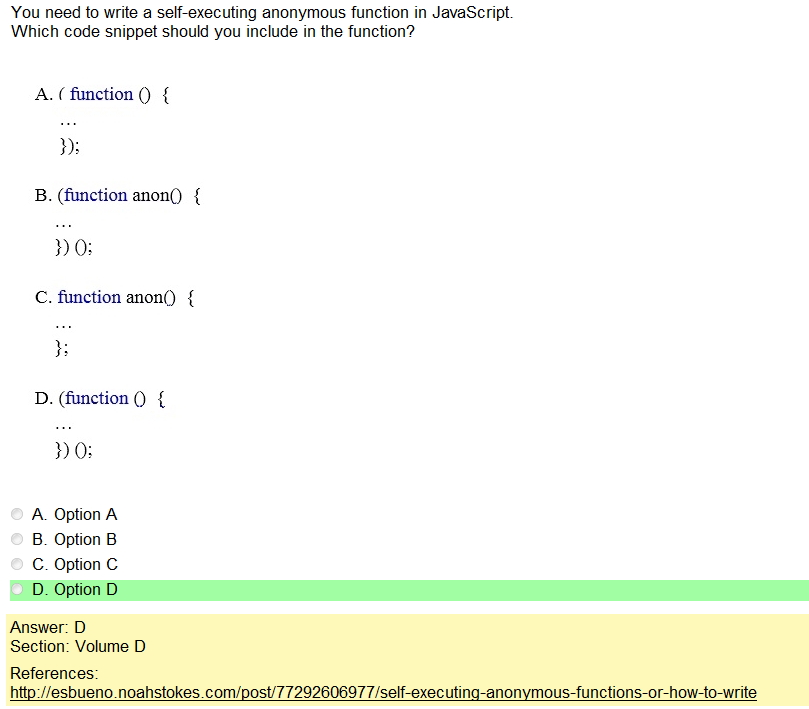 You need to write a self-executing anonymous function in JavaScript.
Which code snippet should you include in the function?
A. ( function () {
...
});
B. (function anon() {
...
}) ();
C. function anon() {
...
};
D. (function () {
...
}) ();
A. Option A
B. Option B
C. Option C
D. Option D
Answer: D
Section: Volume D
References:
http://esbueno.noahstokes.com/post/77292606977/self-executing-anonymous-functions-or-how-to-write